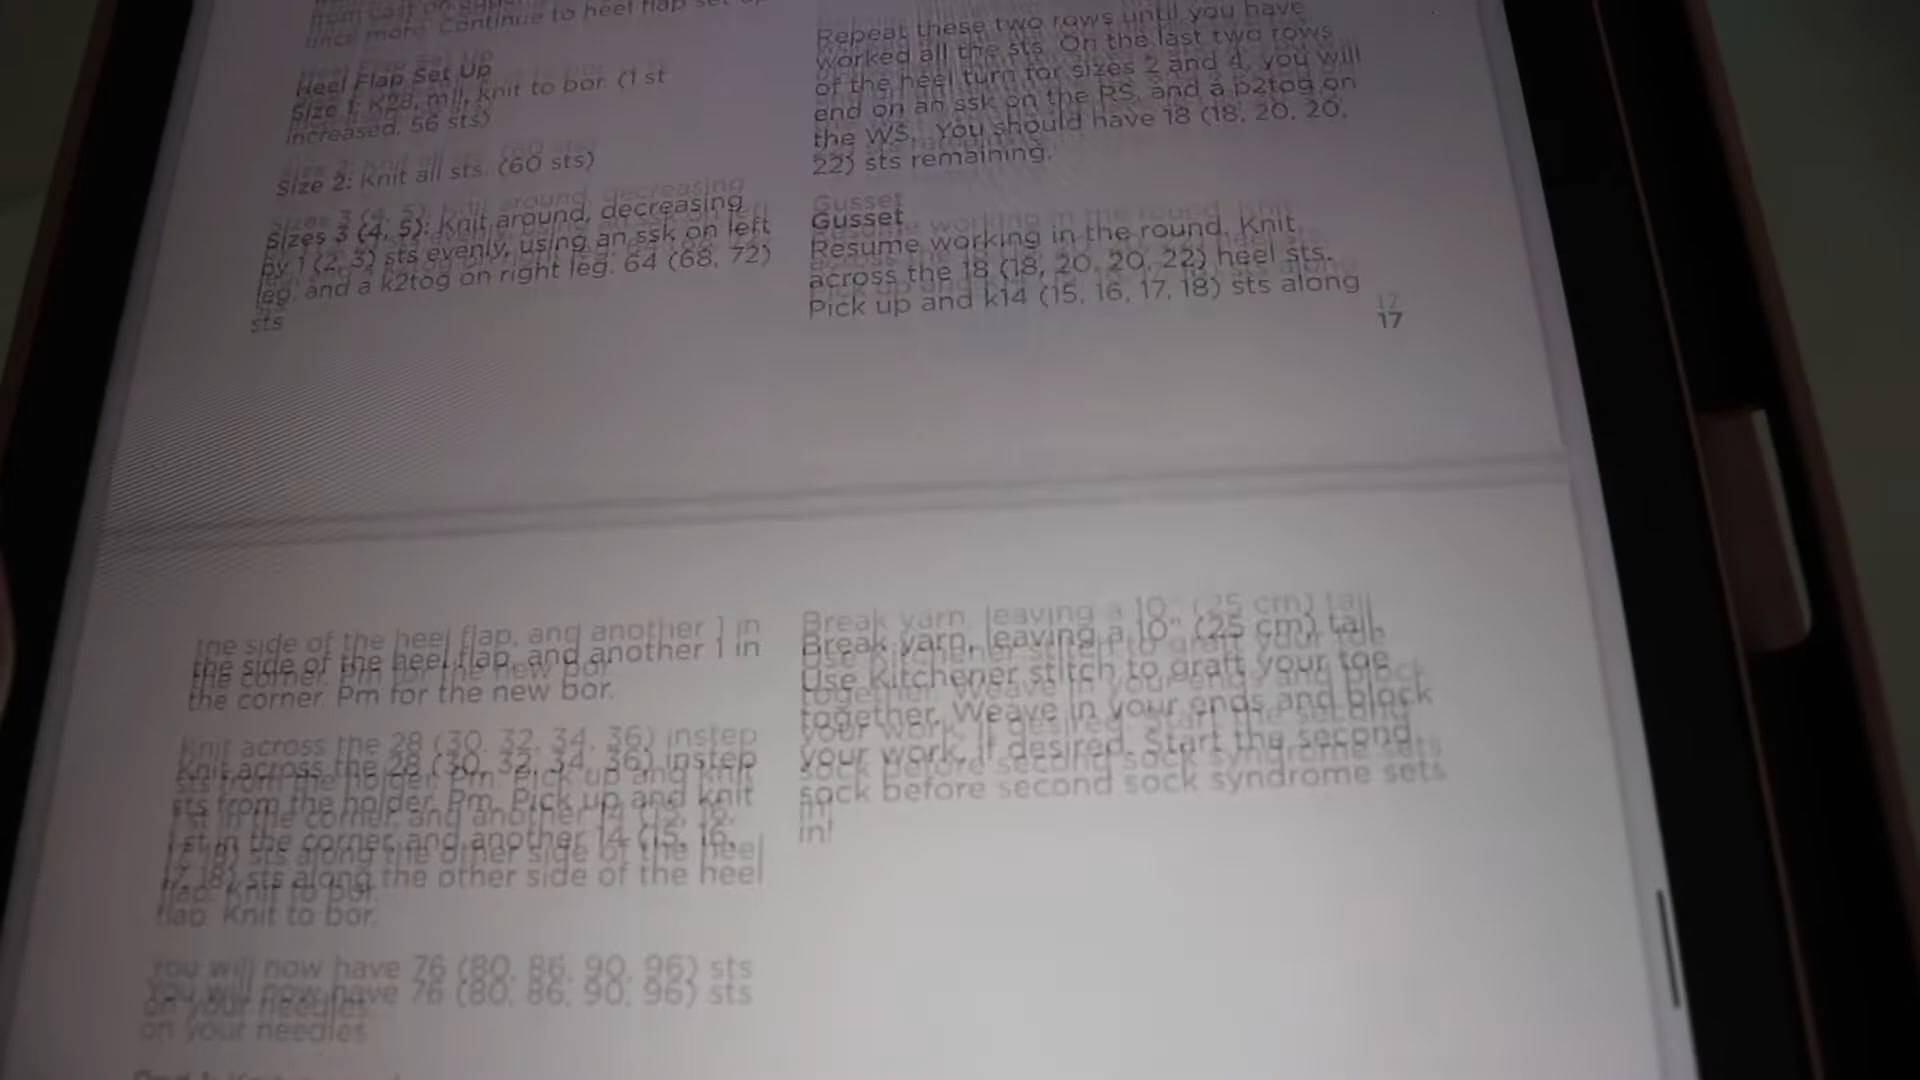 once more. Continue to heel flap set up
Heel Flap Set Up
Size 1: K28, m1l, knit to bor. (1 st
increased. 56 sts)
Size 2: Knit all sts. (60 sts)
Sizes 3 (4, 5): Knit around, decreasing
by 1 (2, 3) sts evenly, using an ssk on left
leg, and a k2tog on right leg. 64 (68, 72)
sts
Repeat these two rows until you have
worked all the sts. On the last two rows
of the heel turn for sizes 2 and 4, you will
end on an ssk on the RS, and a p2tog on
the WS. You should have 18 (18, 20, 20,
22) sts remaining.
Gusset
Resume working in the round. Knit
across the 18 (18, 20, 20, 22) heel sts.
Pick up and k14 (15, 16, 17, 18) sts along
17
the side of the heel flap, and another 1 in
the corner. Pm for the new bor.
Knit across the 28 (30, 32, 34, 36) instep
sts from the holder. Pm. Pick up and knit
1 st in the corner, and another 14 (15, 16,
17, 18) sts along the other side of the heel
flap. Knit to bor.
You will now have 76 (80, 86, 90, 96) sts
on your needles
Break yarn, leaving a 10" (25 cm) tail.
Use Kitchener stitch to graft your toe
together. Weave in your ends and block
your work, if desired. Start the second
sock before second sock syndrome sets
in!